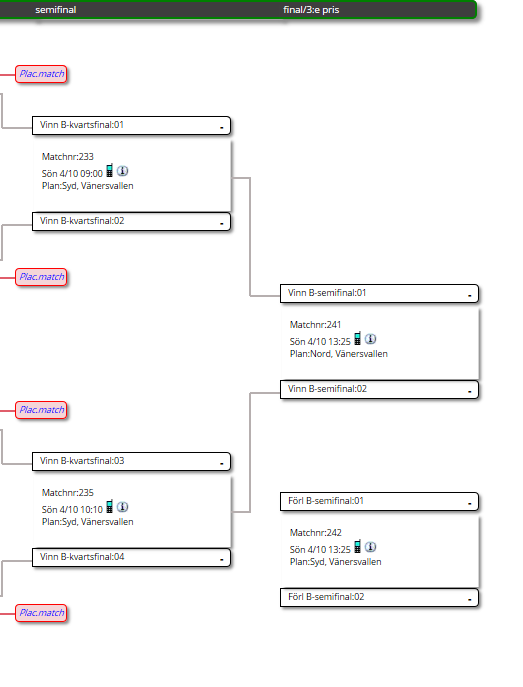 semifinal
final/3:e pris
Plac.match
Vinn B-kvartsfinal:01
-
Matchnr:233
Sön 4/10 09:00
Plan:Syd, Vänersvallen
Vinn B-kvartsfinal:02
-
Plac.match
Vinn B-semifinal:01
-
Matchnr:241
Sön 4/10 13:25
Plan:Nord, Vänersvallen
Vinn B-semifinal:02
-
Plac.match
Vinn B-kvartsfinal:03
-
Matchnr:235
Sön 4/10 10:10
Plan:Syd, Vänersvallen
Vinn B-kvartsfinal:04
-
Plac.match
Förl B-semifinal:01
-
Matchnr:242
Sön 4/10 13:25
Plan:Syd, Vänersvallen
Förl B-semifinal:02
-